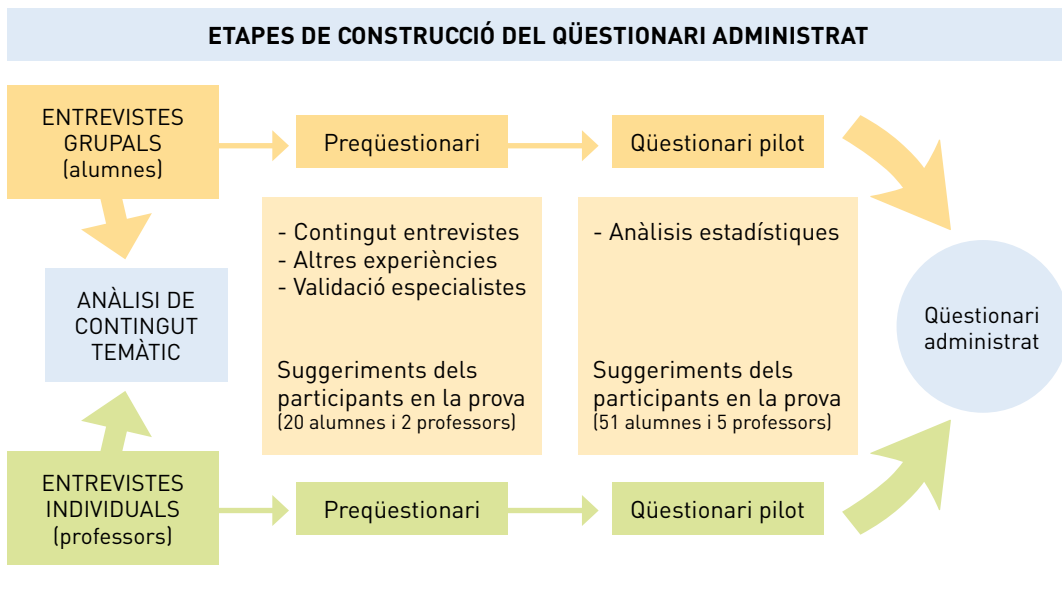 ETAPES DE CONSTRUCCIÓ DEL QÜESTIONARI ADMINISTRAT
ENTREVISTES
GRUPALS
(alumnes)
Preqüestionari
Qüestionari pilot
- Contingut entrevistes
- Altres experiències
- Validació especialistes
Suggeriments dels
participants en la prova
(20 alumnes i 2 professors)
- Anàlisis estadístiques
Suggeriments dels
participants en la prova
(51 alumnes i 5 professors)
ANÀLISI DE
CONTINGUT
TEMÀTIC
Qüestionari
administrat
ENTREVISTES
INDIVIDUALS
(professors)
Preqüestionari
Qüestionari pilot